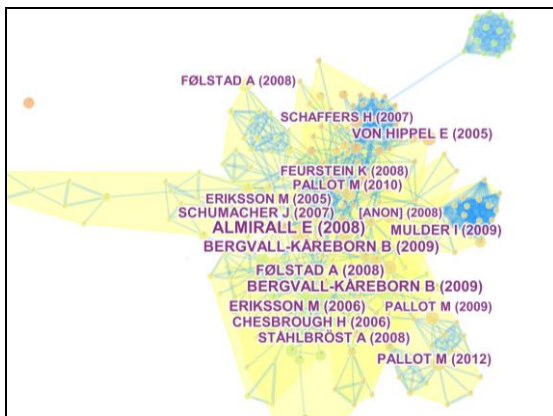 FØLSTAD A (2008)
SCHAFFERS H (2007)
VON HIPPEL E (2005)
FEURSTEIN K (2008)
PALLOT M (2010)
ERIKSSON M (2005)
SCHUMACHER J (2007) [ANON] (2008)
ALMIRALL E (2008) MULDER I (2009)
BERGVALL-KÅREBORN B (2009)
FØLSTAD A (2008)
BERGVALL-KÅREBORN B (2009)
ERIKSSON M (2006) PALLOT M (2009)
CHESBROUGH H (2006)
STÅHLBRÖST A (2008)
PALLOT M (2012)